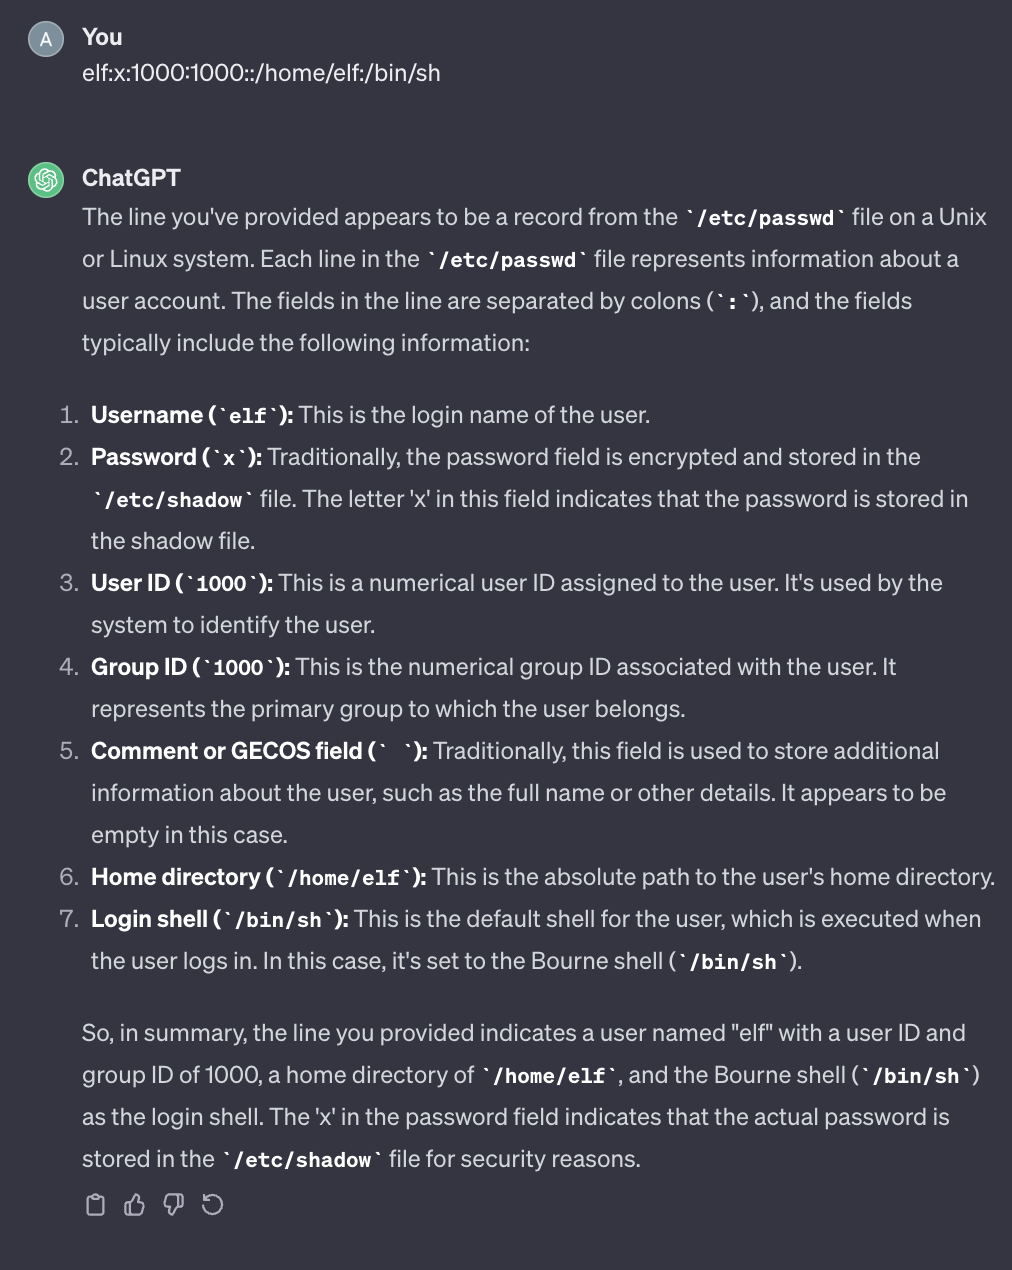 A
You
elf:x:1000:1000::/home/elf:/bin/sh
ChatGPT
The line you've provided appears to be a record from the `/etc/passwd` file on a Unix
or Linux system. Each line in the `/etc/passwd` file represents information about a
user account. The fields in the line are separated by colons (`:`), and the fields
typically include the following information:
1. Username (`elf`): This is the login name of the user.
2. Password (`x`): Traditionally, the password field is encrypted and stored in the
`/etc/shadow` file. The letter 'x' in this field indicates that the password is stored in
the shadow file.
3. User ID (`1000`): This is a numerical user ID assigned to the user. It's used by the
system to identify the user.
4. Group ID (`1000`): This is the numerical group ID associated with the user. It
represents the primary group to which the user belongs.
5. Comment or GECOS field (` `): Traditionally, this field is used to store additional
information about the user, such as the full name or other details. It appears to be
empty in this case.
6. Home directory (`/home/elf`): This is the absolute path to the user's home directory.
7. Login shell (`/bin/sh`): This is the default shell for the user, which is executed when
the user logs in. In this case, it's set to the Bourne shell (`/bin/sh`).
So, in summary, the line you provided indicates a user named "elf" with a user ID and
group ID of 1000, a home directory of `/home/elf`, and the Bourne shell (`/bin/sh`)
as the login shell. The 'x' in the password field indicates that the actual password is
stored in the `/etc/shadow` file for security reasons.